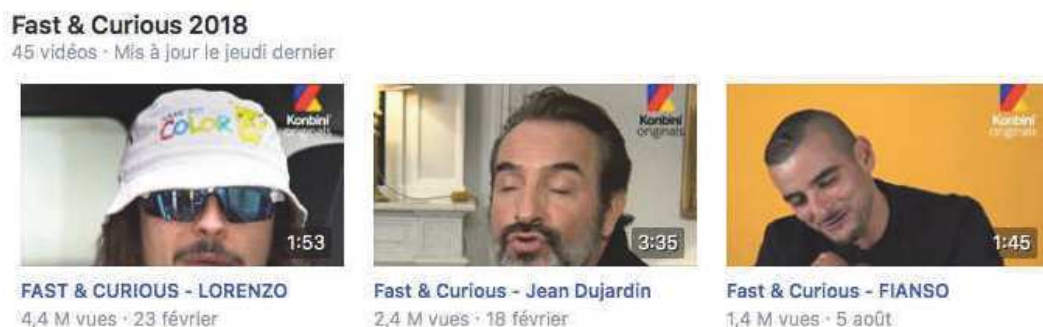 Fast & Curious 2018
45 vidéos · Mis à jour le jeudi dernier
COLOR
Konbini
originals
1:53
Konbini
originals
3:35
Konbini
originals
1:45
FAST & CURIOUS - LORENZO
4,4 M vues · 23 février
Fast & Curious - Jean Dujardin
2,4 M vues · 18 février
Fast & Curious - FIANSO
1,4 M vues · 5 août